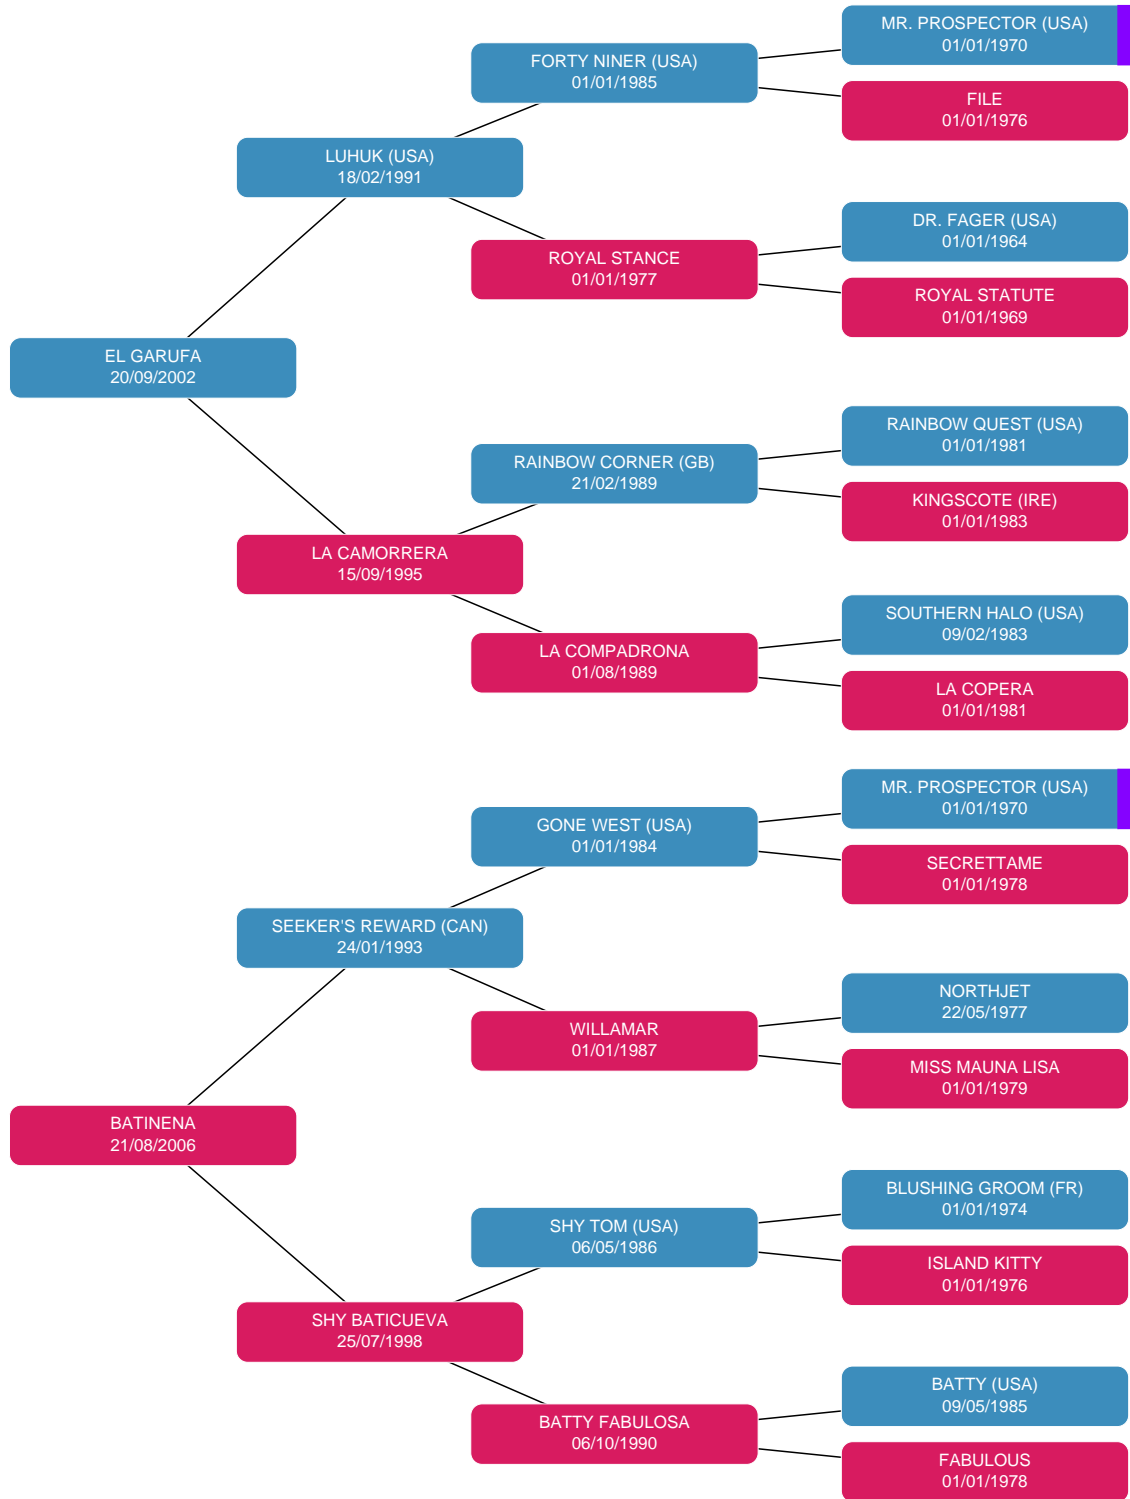 MR. PROSPECTOR (USA)
01/01/1970
FORTY NINER (USA)
01/01/1985
FILE
01/01/1976
LUHUK (USA)
18/02/1991
DR. FAGER (USA)
01/01/1964
ROYAL STANCE
01/01/1977
ROYAL STATUTE
01/01/1969
EL GARUFA
20/09/2002
RAINBOW QUEST (USA)
01/01/1981
RAINBOW CORNER (GB)
21/02/1989
KINGSCOTE (IRE)
01/01/1983
LA CAMORRERA
15/09/1995
SOUTHERN HALO (USA)
09/02/1983
LA COMPADRONA
01/08/1989
LA COPERA
01/01/1981
MR. PROSPECTOR (USA)
01/01/1970
GONE WEST (USA)
01/01/1984
SECRETTAME
01/01/1978
SEEKER'S REWARD (CAN)
24/01/1993
NORTHJET
22/05/1977
WILLAMAR
01/01/1987
MISS MAUNA LISA
01/01/1979
BATINENA
21/08/2006
BLUSHING GROOM (FR)
01/01/1974
SHY TOM (USA)
06/05/1986
ISLAND KITTY
01/01/1976
SHY BATICUEVA
25/07/1998
BATTY (USA)
09/05/1985
BATTY FABULOSA
06/10/1990
FABULOUS
01/01/1978